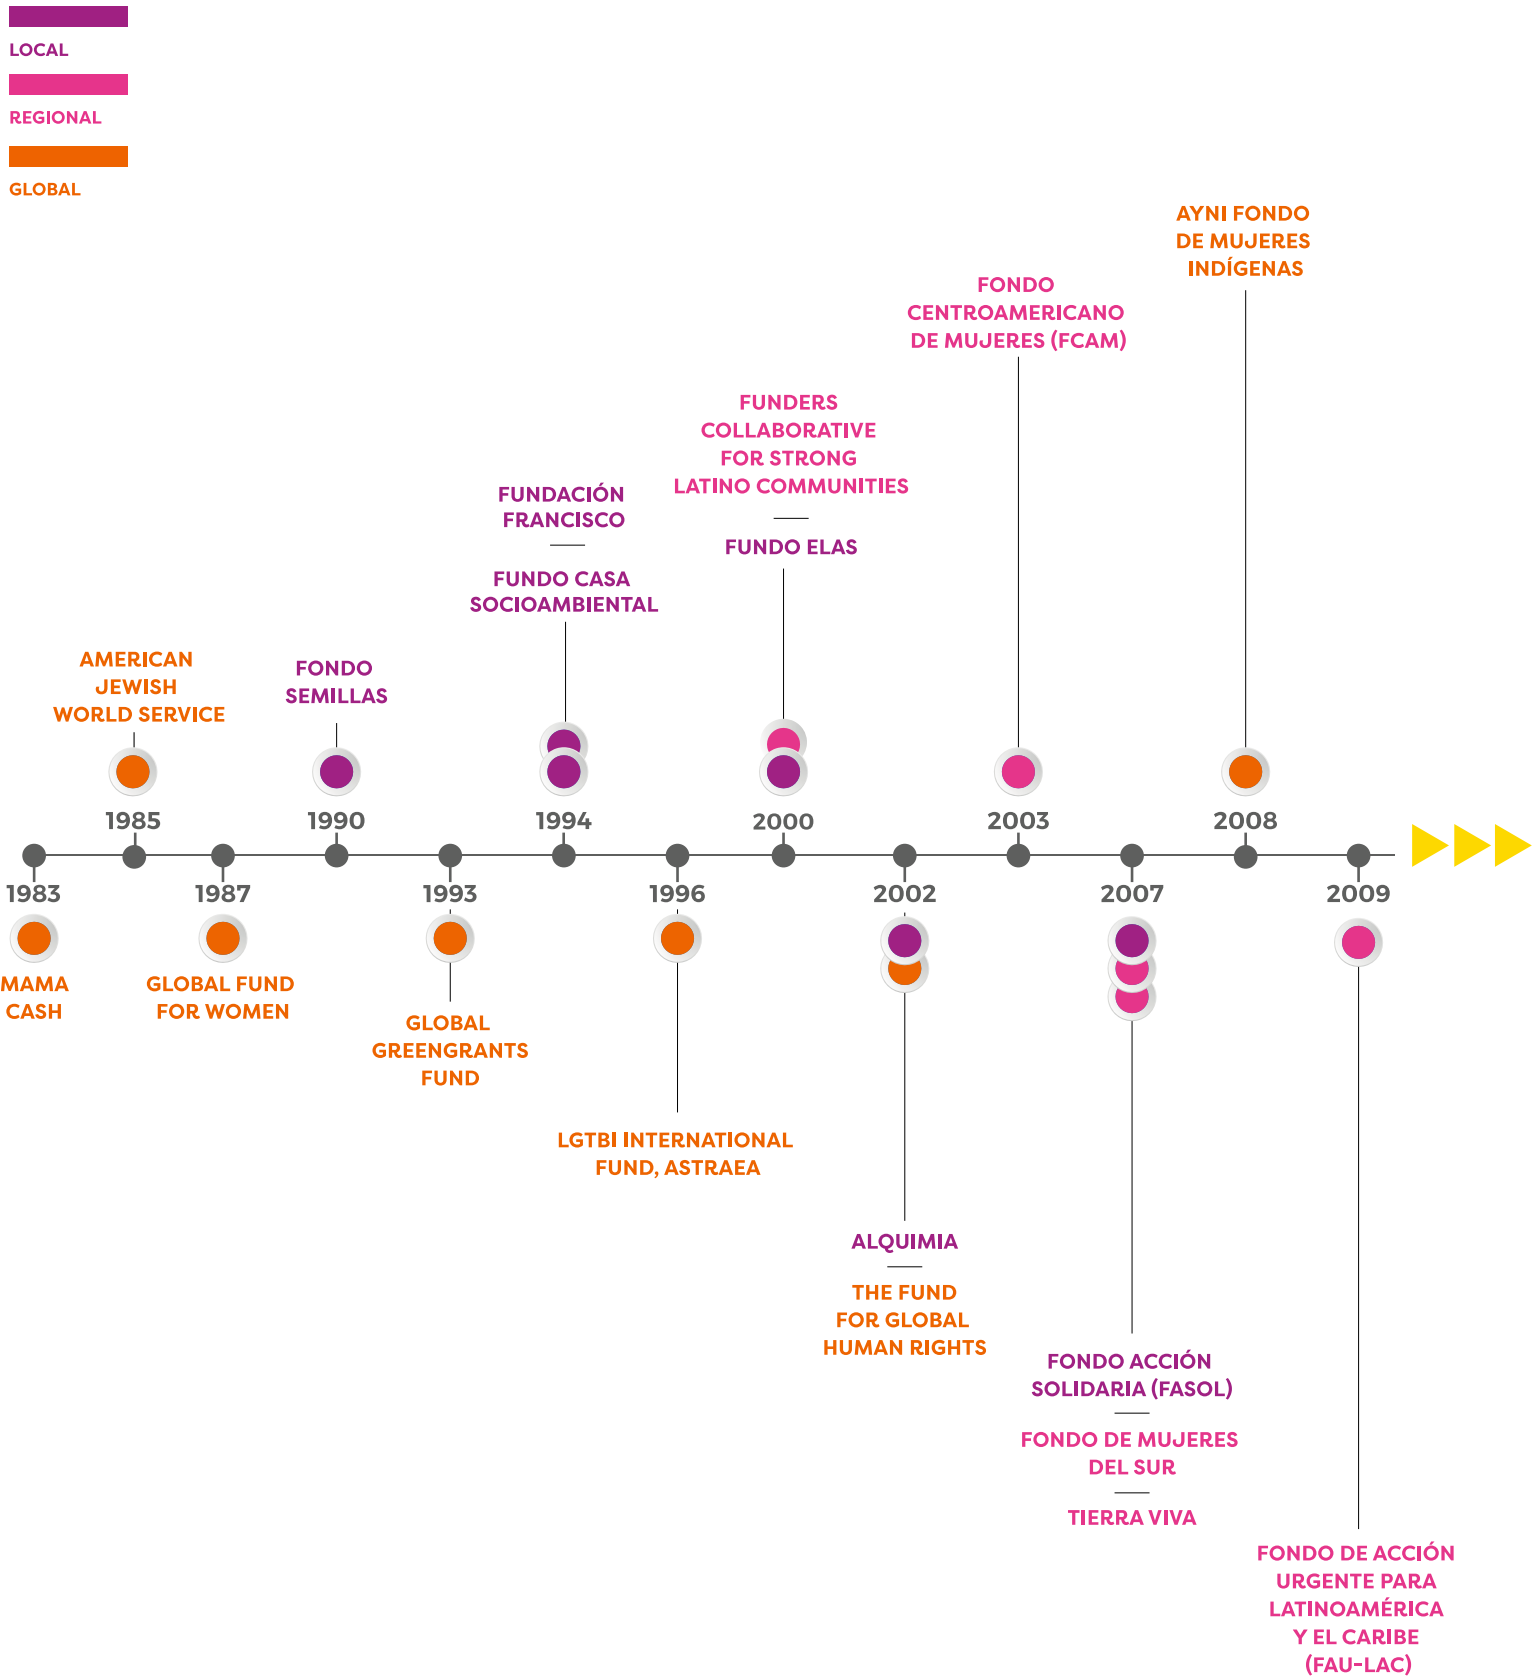 LOCAL
REGIONAL
GLOBAL
AYNI FONDO
DE MUJERES
INDÍGENAS
FONDO
CENTROAMERICANO
DE MUJERES (FCAM)
FUNDERS
COLLABORATIVE
FOR STRONG
LATINO COMMUNITIES
FUNDO ELAS
FUNDACIÓN
FRANCISCO
FUNDO CASA
SOCIOAMBIENTAL
AMERICAN
JEWISH
WORLD SERVICE
FONDO
SEMILLAS
1985
1990
1994
2000
2003
2008
1983
1987
1993
1996
2002
2007
2009
MAMA
CASH
GLOBAL FUND
FOR WOMEN
GLOBAL
GREENGRANTS
FUND
LGTBI INTERNATIONAL
FUND, ASTRAEA
ALQUIMIA
THE FUND
FOR GLOBAL
HUMAN RIGHTS
FONDO ACCIÓN
SOLIDARIA (FASOL)
FONDO DE MUJERES
DEL SUR
TIERRA VIVA
FONDO DE ACCIÓN
URGENTE PARA
LATINOAMÉRICA
Y EL CARIBE
(FAU-LAC)